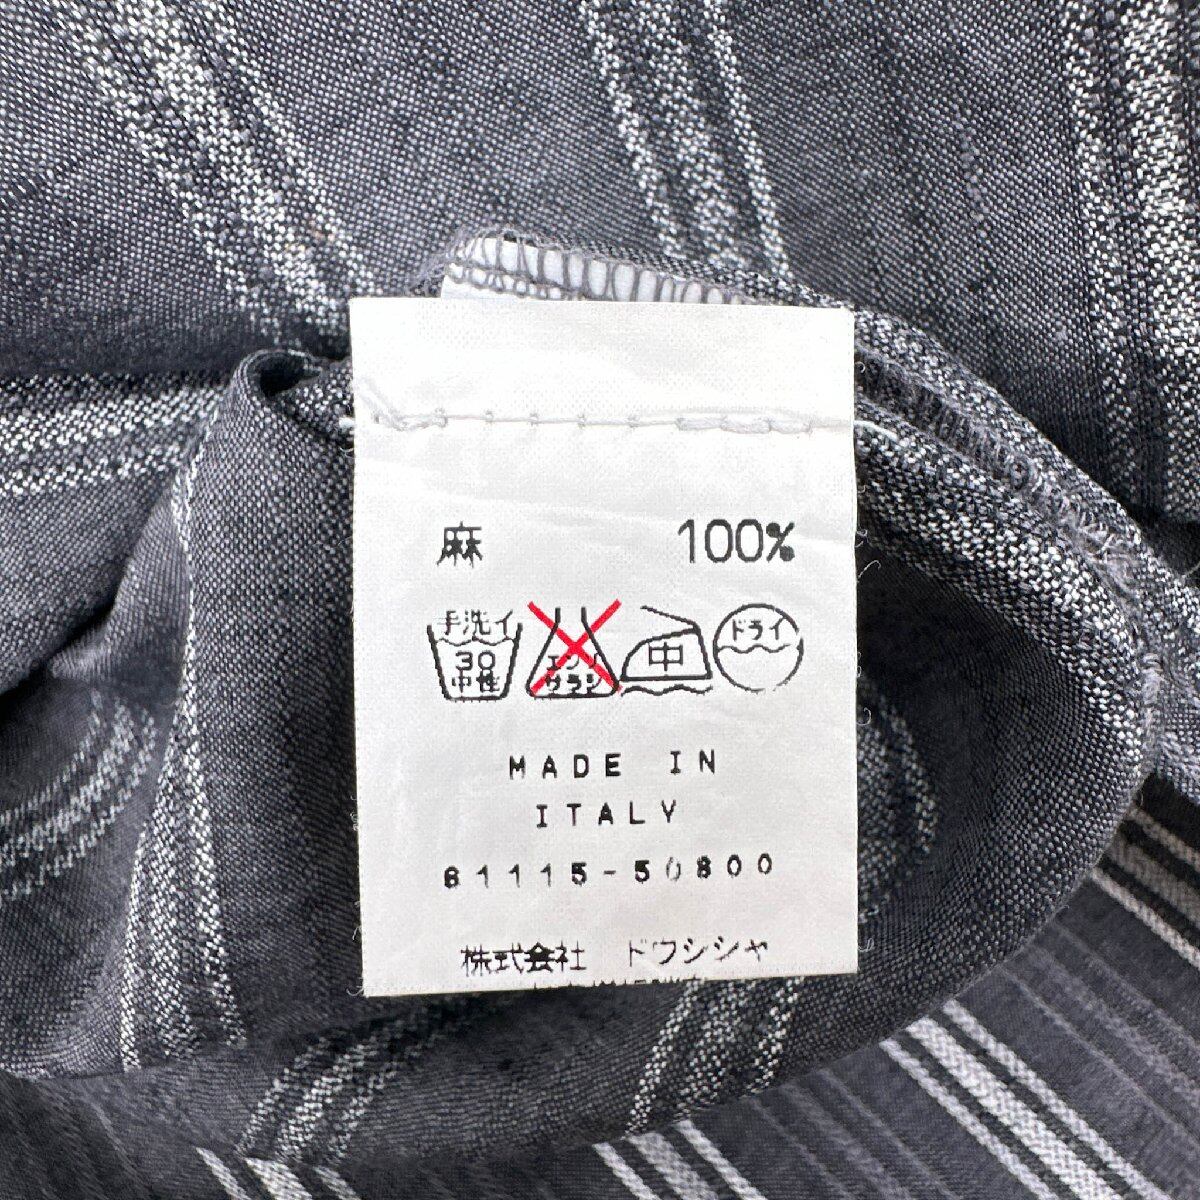 麻 100%
手洗イ
30
中性
エンソ
サラシ
中
ドライ
MADE IN
ITALY
61115-50800
株式会社 ドウシシャ